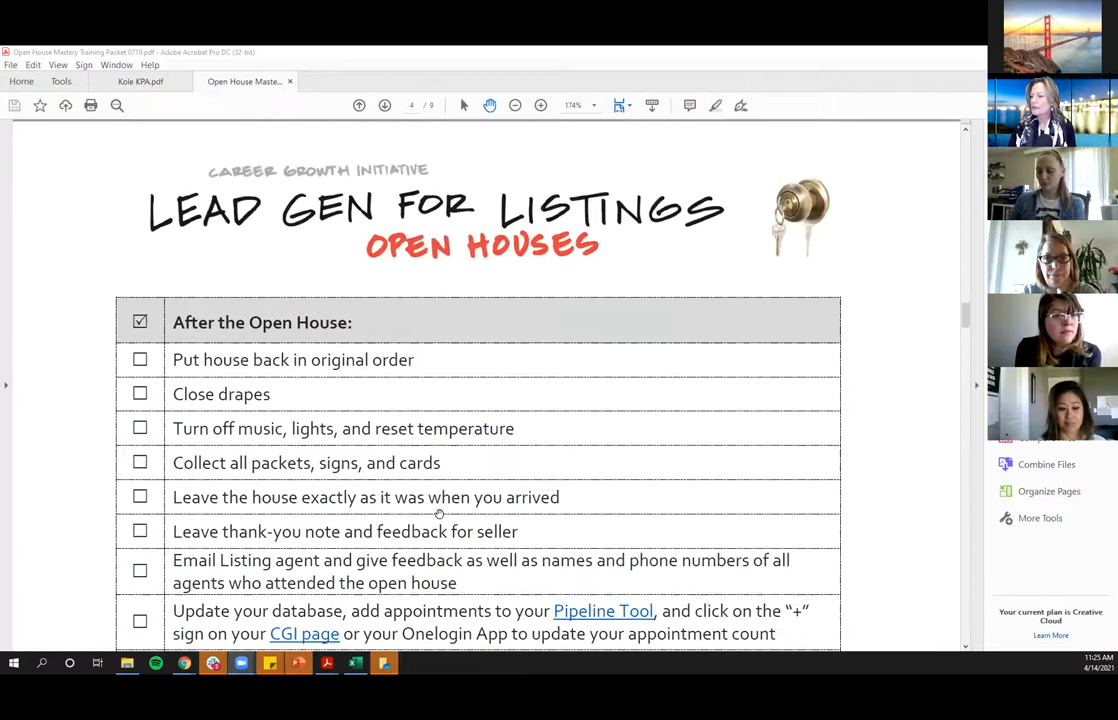 Open House Mastery Training Packet 0719.pdf - Adobe Acrobat Pro DC (32-bit)
File Edit View Sign Window Help
Home Tools Kole KPA.pdf Open House Maste... ×
4 / 9 174%
CAREER GROWTH INITIATIVE
LEAD GEN FOR LISTINGS
OPEN HOUSES
After the Open House:
Put house back in original order
Close drapes
Turn off music, lights, and reset temperature
Collect all packets, signs, and cards
Leave the house exactly as it was when you arrived
Leave thank-you note and feedback for seller
Email Listing agent and give feedback as well as names and phone numbers of all
agents who attended the open house
Update your database, add appointments to your Pipeline Tool, and click on the “+”
sign on your CGI page or your Onelogin App to update your appointment count
Combine Files
Organize Pages
More Tools
Your current plan is Creative
Cloud
Learn More
11:25 AM
4/14/2021